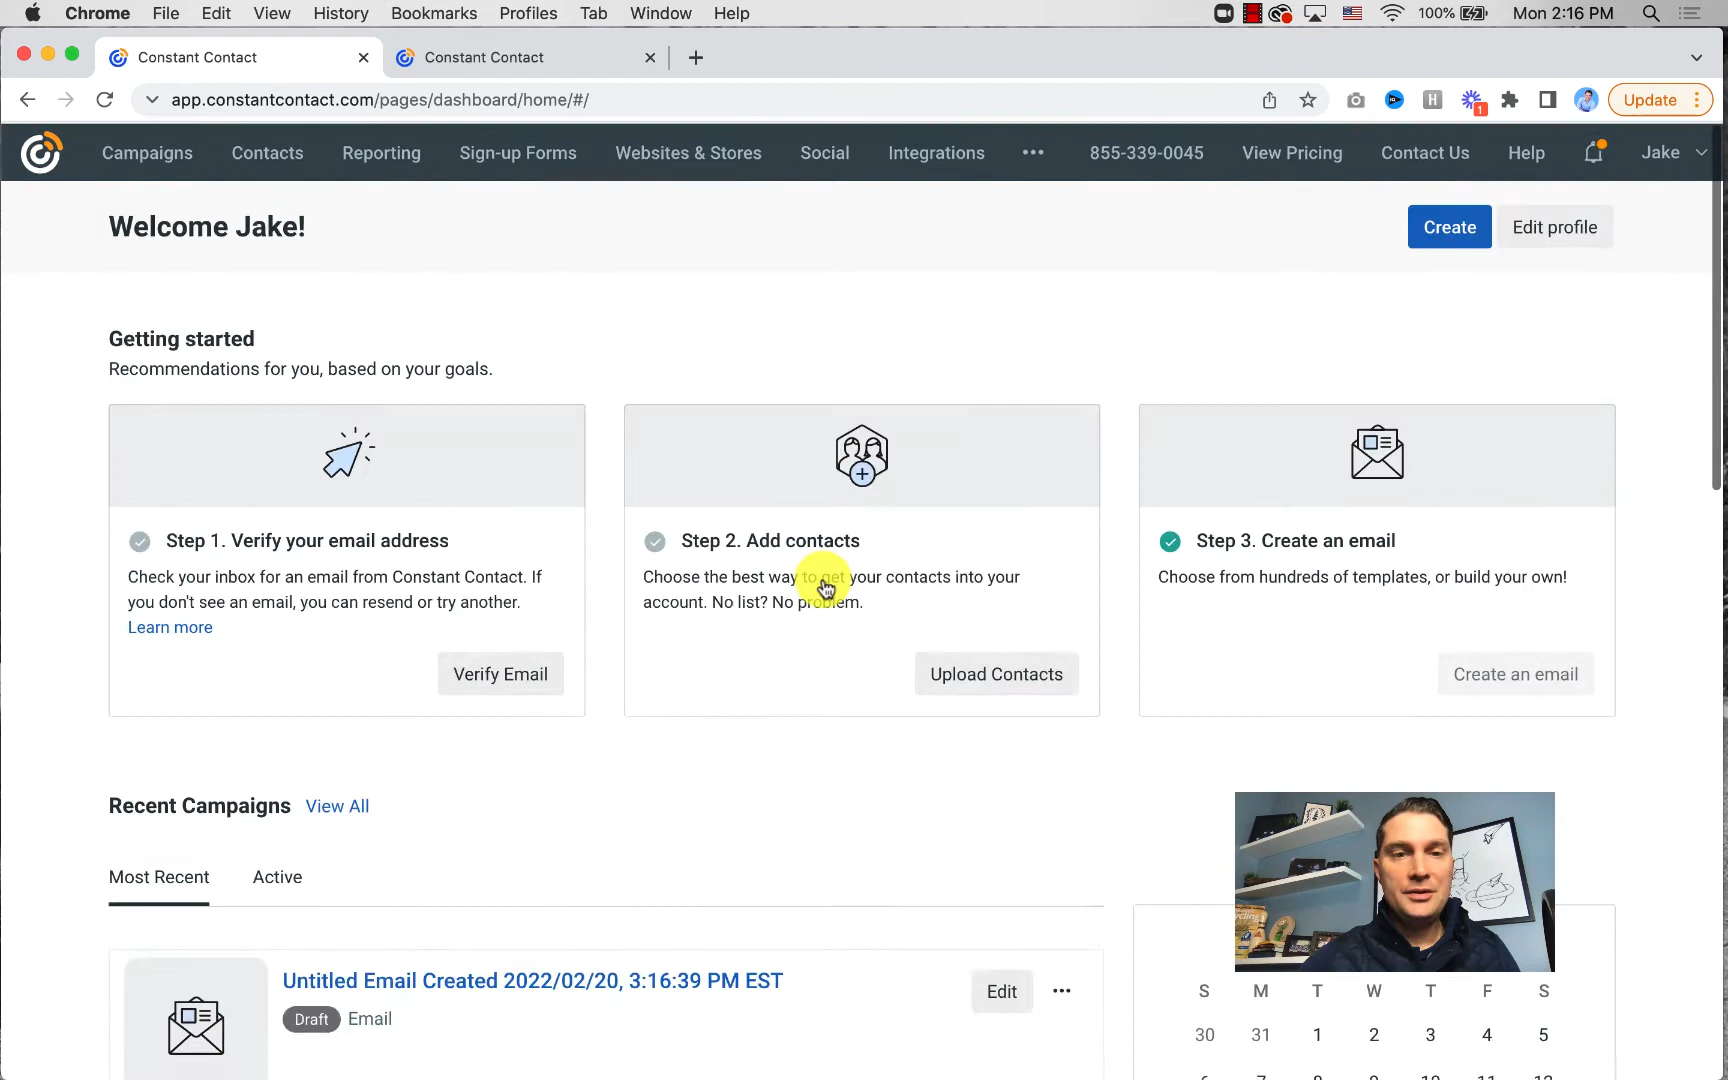 Chrome File Edit View History Bookmarks Profiles Tab Window Help 100% Mon 2:16 PM
Constant Contact Constant Contact
app.constantcontact.com/pages/dashboard/home/#/ H 1 Update
Campaigns Contacts Reporting Sign-up Forms Websites & Stores Social Integrations 855-339-0045 View Pricing Contact Us Help Jake
Welcome Jake! Create Edit profile
Getting started
Recommendations for you, based on your goals.
Step 1. Verify your email address
Check your inbox for an email from Constant Contact. If
you don't see an email, you can resend or try another.
Learn more
Verify Email
Step 2. Add contacts
Choose the best way to get your contacts into your
account. No list? No problem.
Upload Contacts
Step 3. Create an email
Choose from hundreds of templates, or build your own!
Create an email
Recent Campaigns View All
Most Recent Active
Untitled Email Created 2022/02/20, 3:16:39 PM EST Edit
Draft Email
S M T W T F S
30 31 1 2 3 4 5